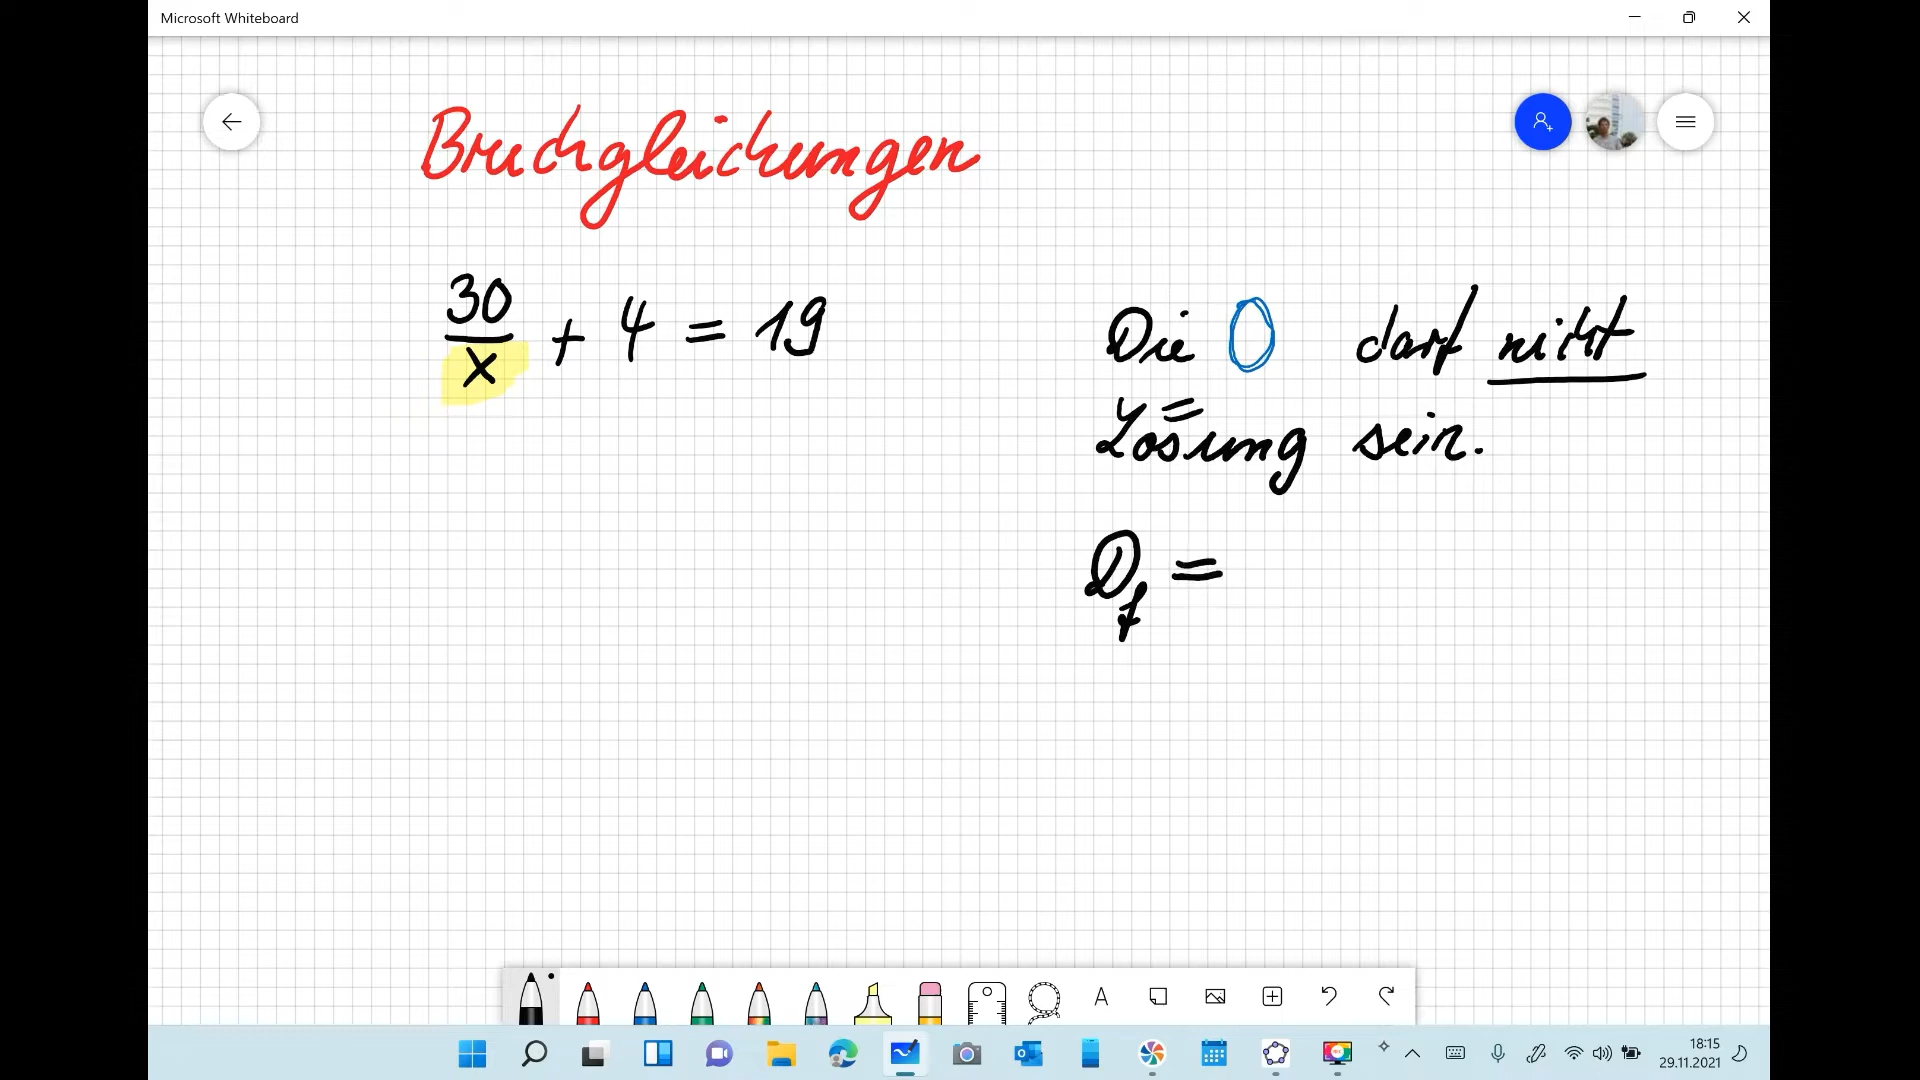 Microsoft Whiteboard
Bruchgleichungen
30/x + 4 = 19
Die 0 darf nicht
Lösung sein.
D_f =
A
18:15
29.11.2021